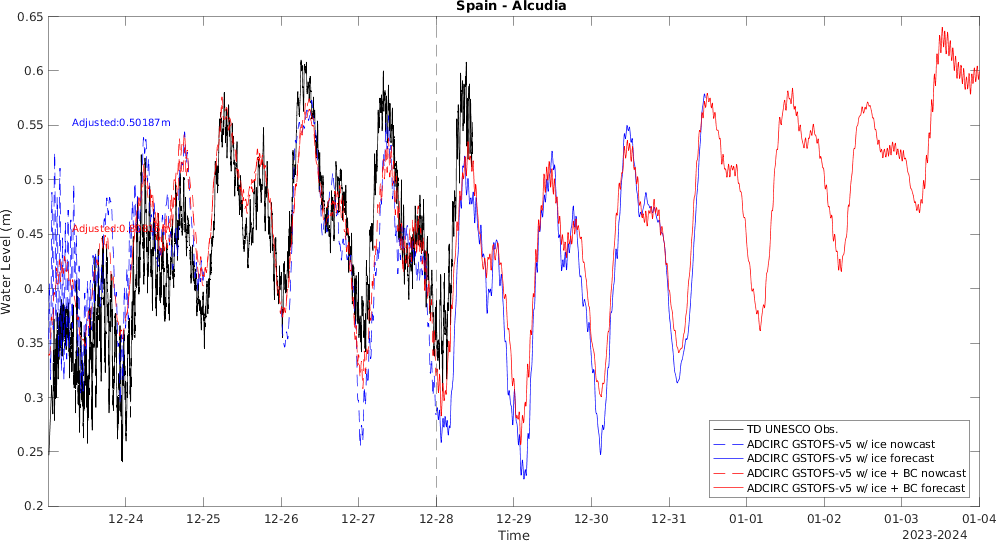 Spain - Alcudia
0.65
0.6
0.55
0.5
0.45
0.4
0.35
0.3
0.25
0.2
Water Level (m)
Adjusted:0.50187m
12-24 12-25 12-26 12-27 12-28 12-29 12-30 12-31 01-01 01-02 01-03 01-04
Time
2023-2024
TD UNESCO Obs.
ADCIRC GSTOFS-v5 w/ ice nowcast
ADCIRC GSTOFS-v5 w/ ice forecast
ADCIRC GSTOFS-v5 w/ ice + BC nowcast
ADCIRC GSTOFS-v5 w/ ice + BC forecast